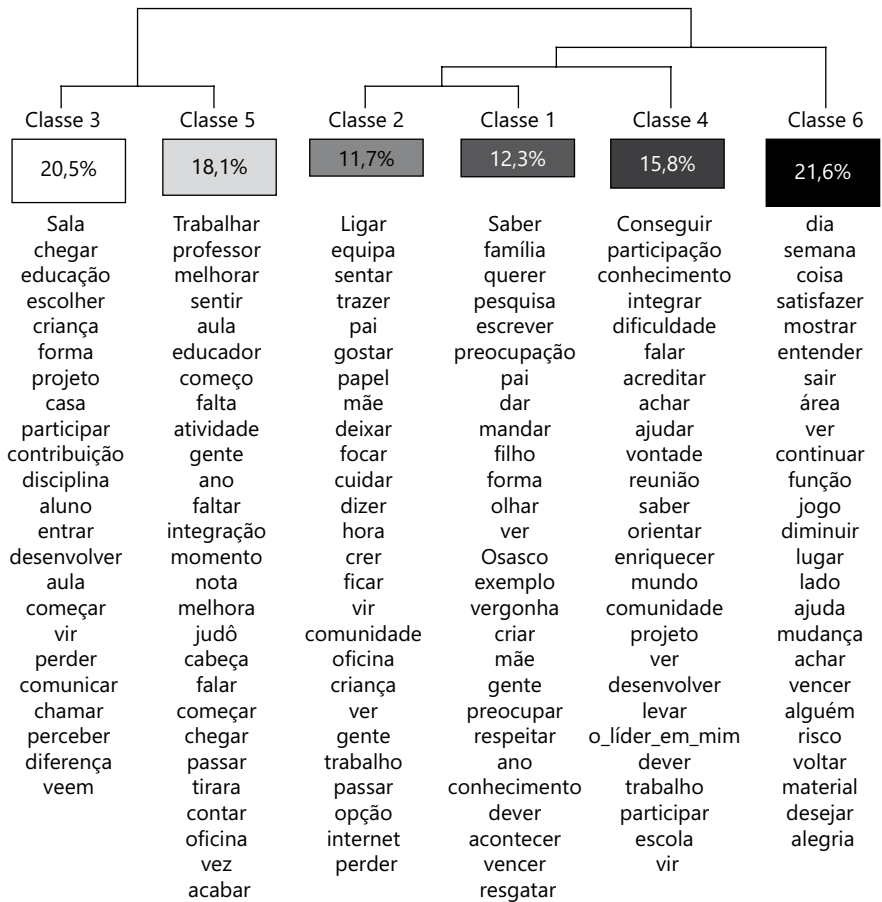 Classe 3
20,5%
Sala
chegar
educação
escolher
criança
forma
projeto
casa
participar
contribuição
disciplina
aluno
entrar
desenvolver
aula
começar
vir
perder
comunicar
chamar
perceber
diferença
veem
Classe 5
18,1%
Trabalhar
professor
melhorar
sentir
aula
educador
começo
falta
atividade
gente
ano
faltar
integração
momento
nota
melhora
judô
cabeça
falar
começar
chegar
passar
tirara
contar
oficina
vez
acabar
Classe 2
11,7%
Ligar
equipa
sentar
trazer
pai
gostar
papel
mãe
deixar
focar
cuidar
dizer
hora
crer
ficar
vir
comunidade
oficina
criança
ver
gente
trabalho
passar
opção
internet
perder
Classe 1
12,3%
Saber
família
querer
pesquisa
escrever
preocupação
pai
dar
mandar
filho
forma
olhar
ver
Osasco
exemplo
vergonha
criar
mãe
gente
preocupar
respeitar
ano
conhecimento
dever
acontecer
vencer
resgatar
Classe 4
15,8%
Conseguir
participação
conhecimento
integrar
dificuldade
falar
acreditar
achar
ajudar
vontade
reunião
saber
orientar
enriquecer
mundo
comunidade
projeto
ver
desenvolver
levar
o_líder_em_mim
dever
trabalho
participar
escola
vir
Classe 6
21,6%
dia
semana
coisa
satisfazer
mostrar
entender
sair
área
ver
continuar
função
jogo
diminuir
lugar
lado
ajuda
mudança
achar
vencer
alguém
risco
voltar
material
desejar
alegria